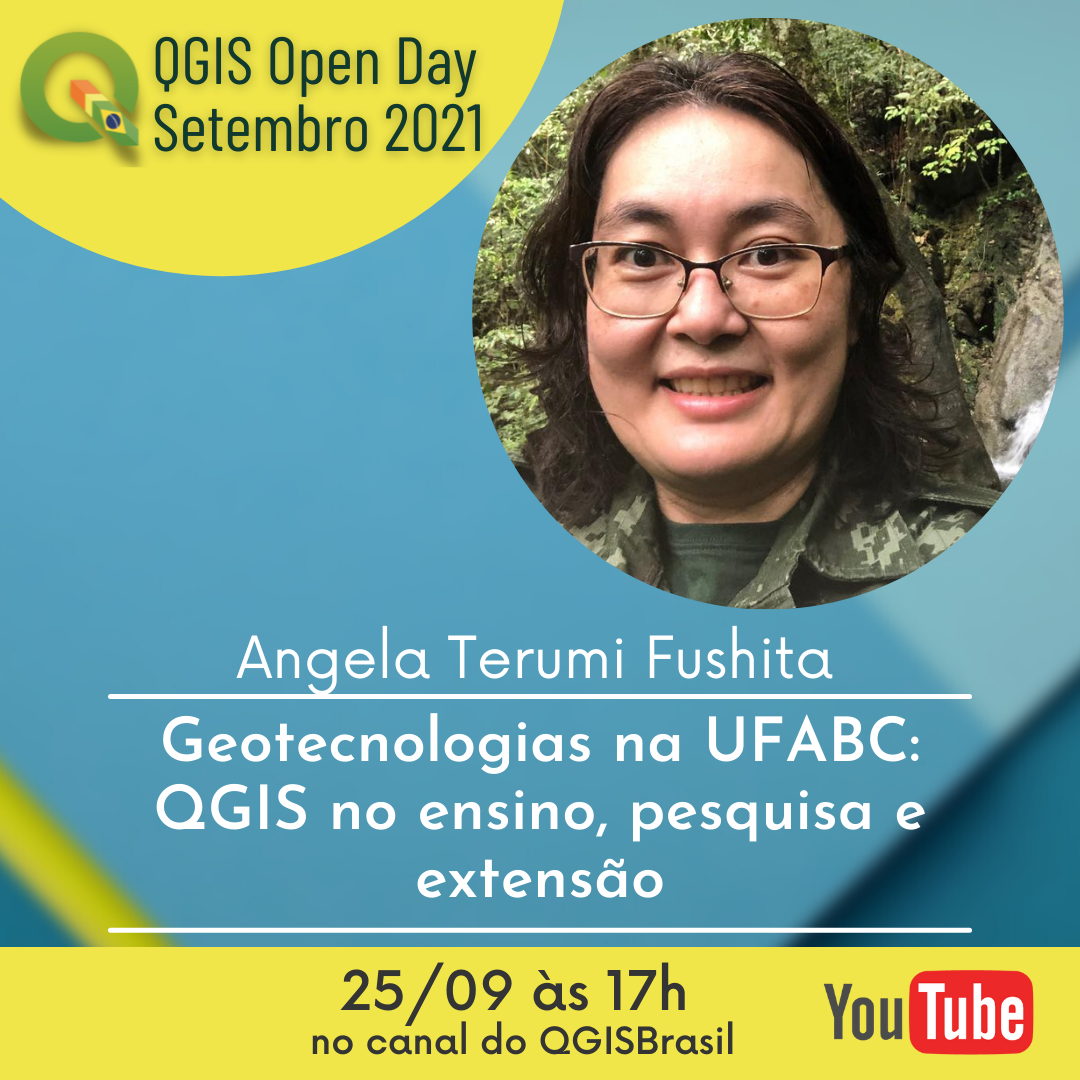 QGIS Open Day
Setembro 2021
Angela Terumi Fushita
Geotecnologias na UFABC:
QGIS no ensino, pesquisa e
extensão
25/09 às 17h
no canal do QGISBrasil
YouTube